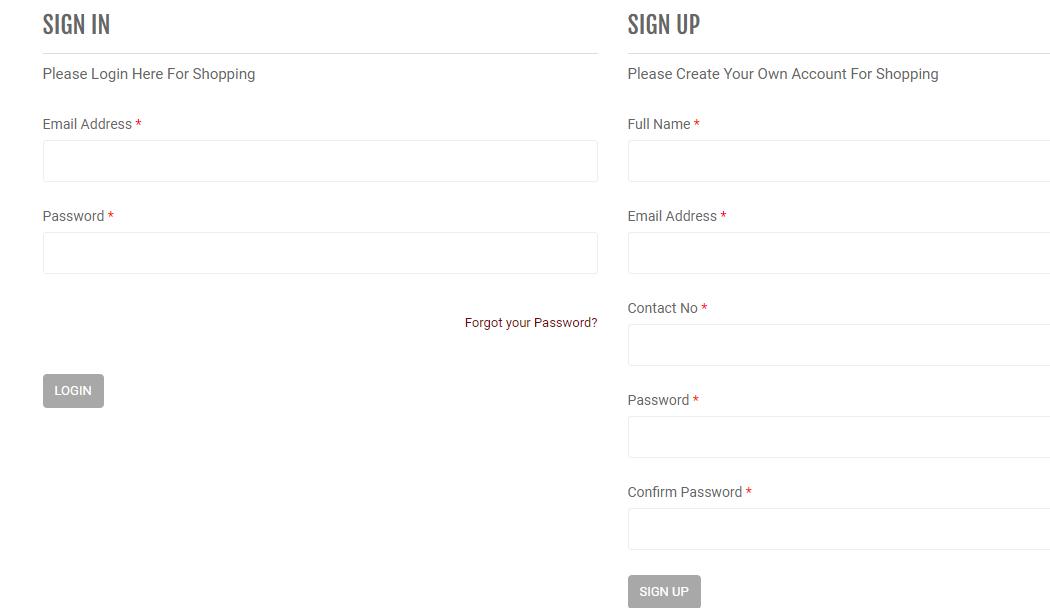 SIGN IN
Please Login Here For Shopping
Email Address *
Password *
Forgot your Password?
LOGIN
SIGN UP
Please Create Your Own Account For Shopping
Full Name *
Email Address *
Contact No *
Password *
Confirm Password *
SIGN UP